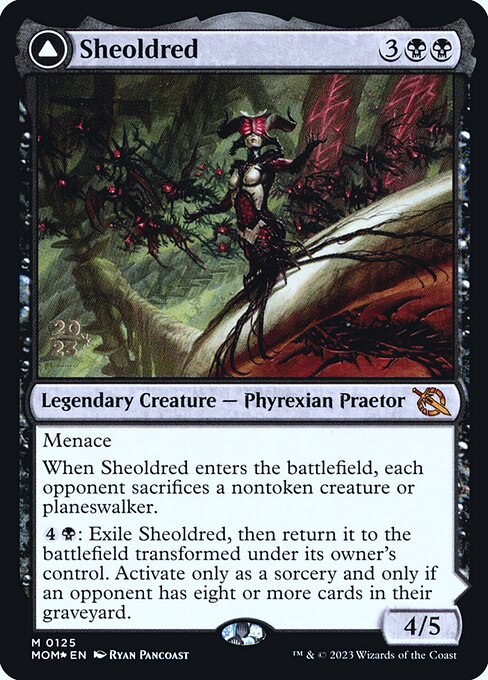 Sheoldred 3
20
23
Legendary Creature — Phyrexian Praetor
Menace
When Sheoldred enters the battlefield, each
opponent sacrifices a nontoken creature or
planeswalker.
4 : Exile Sheoldred, then return it to the
battlefield transformed under its owner's
control. Activate only as a sorcery and only if
an opponent has eight or more cards in their
graveyard.
4/5
M 0125
MOM★EN Ryan Pancoast ™ & © 2023 Wizards of the Coast